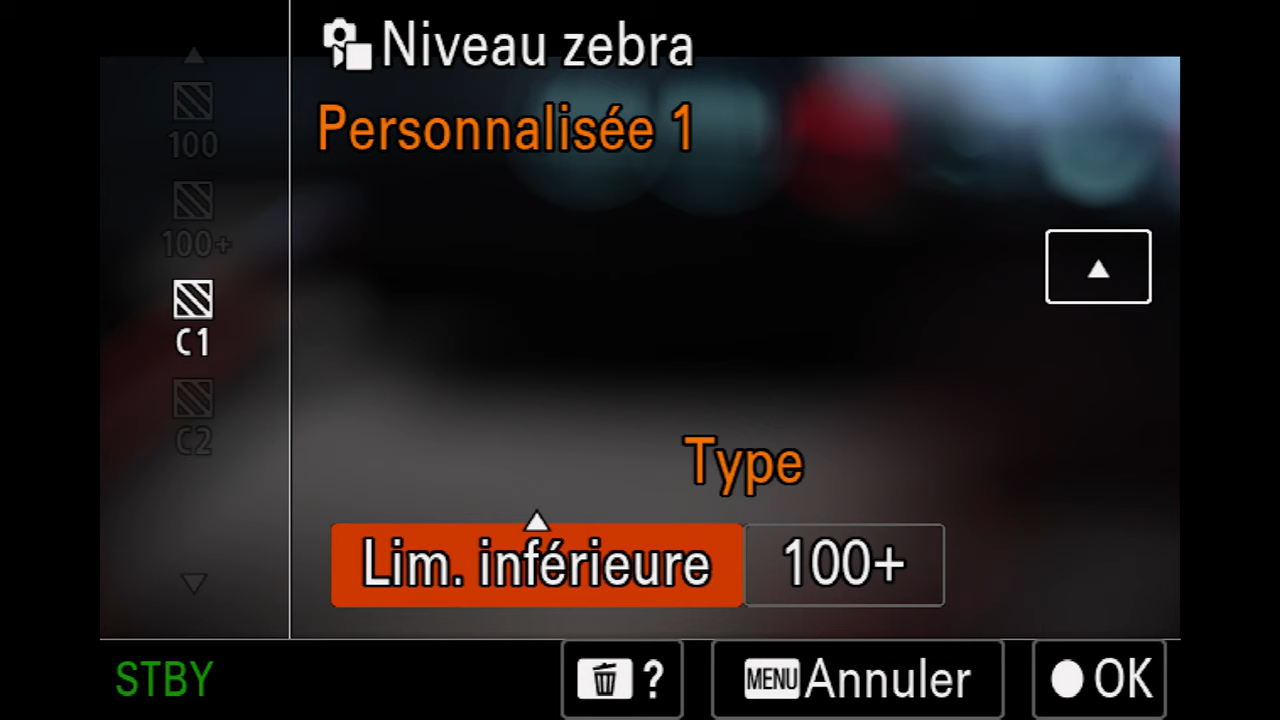 Niveau zebra
Personnalisée 1
100
100+
C1
C2
Type
Lim. inférieure 100+
STBY ? MENU Annuler OK